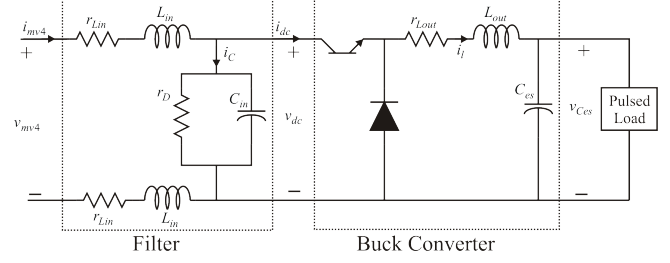 i_mv4
r_Lin
L_in
i_dc
r_Lout
L_out
+
i_C
+
i_l
+
r_D
C_in
C_es
Pulsed
Load
v_mv4
v_dc
v_Ces
−
−
−
r_Lin
L_in
Filter
Buck Converter